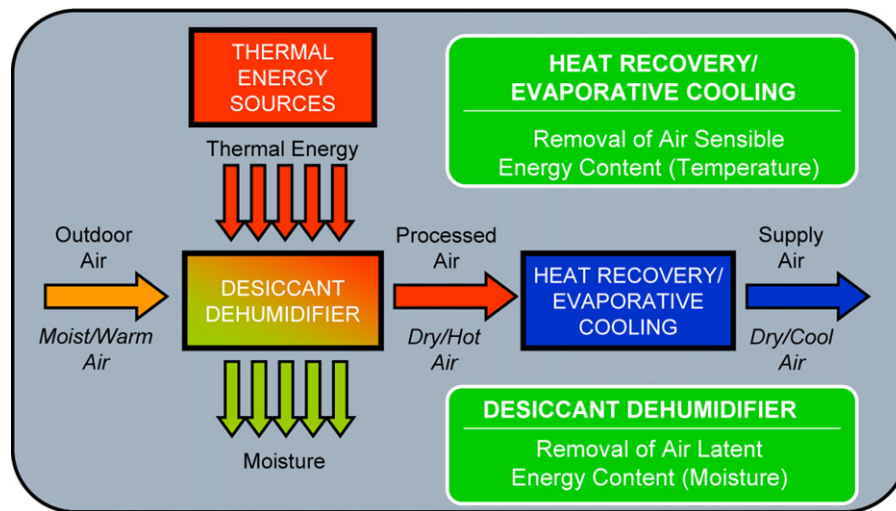 THERMAL
ENERGY
SOURCES
Thermal Energy
HEAT RECOVERY/
EVAPORATIVE COOLING
Removal of Air Sensible
Energy Content (Temperature)
Outdoor
Air
Moist/Warm
Air
DESICCANT
DEHUMIDIFIER
Processed
Air
Dry/Hot
Air
HEAT RECOVERY/
EVAPORATIVE
COOLING
Supply
Air
Dry/Cool
Air
Moisture
DESICCANT DEHUMIDIFIER
Removal of Air Latent
Energy Content (Moisture)